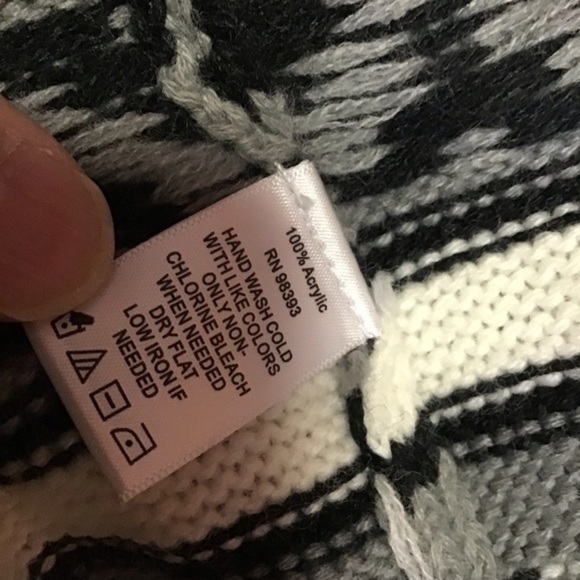 100% Acrylic
RN 98393
HAND WASH COLD
WITH LIKE COLORS
ONLY NON-
CHLORINE BLEACH
WHEN NEEDED
DRY FLAT
LOW IRON IF
NEEDED